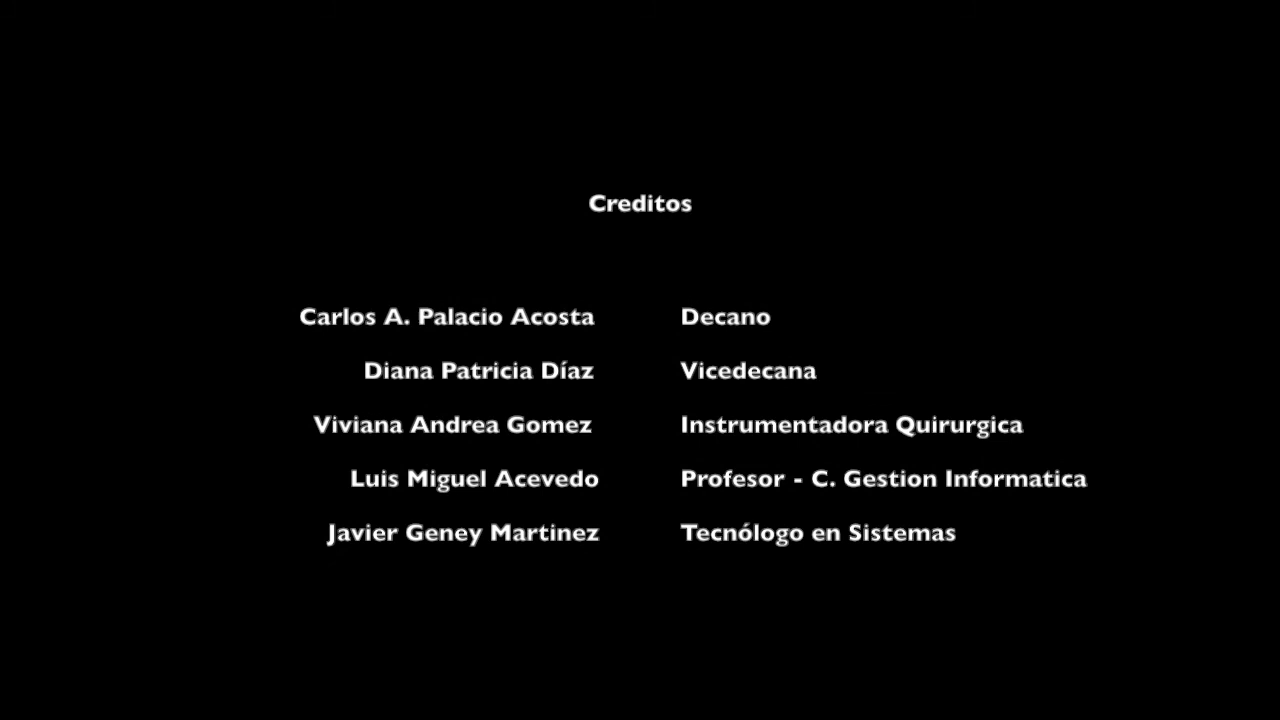 Creditos
Carlos A. Palacio Acosta Decano
Diana Patricia Díaz Vicedecana
Viviana Andrea Gomez Instrumentadora Quirurgica
Luis Miguel Acevedo Profesor - C. Gestion Informatica
Javier Geney Martinez Tecnólogo en Sistemas